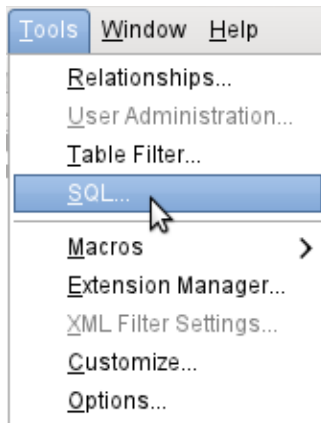 Tools Window Help
Relationships...
User Administration...
Table Filter...
SQL...
Macros
Extension Manager...
XML Filter Settings...
Customize...
Options...